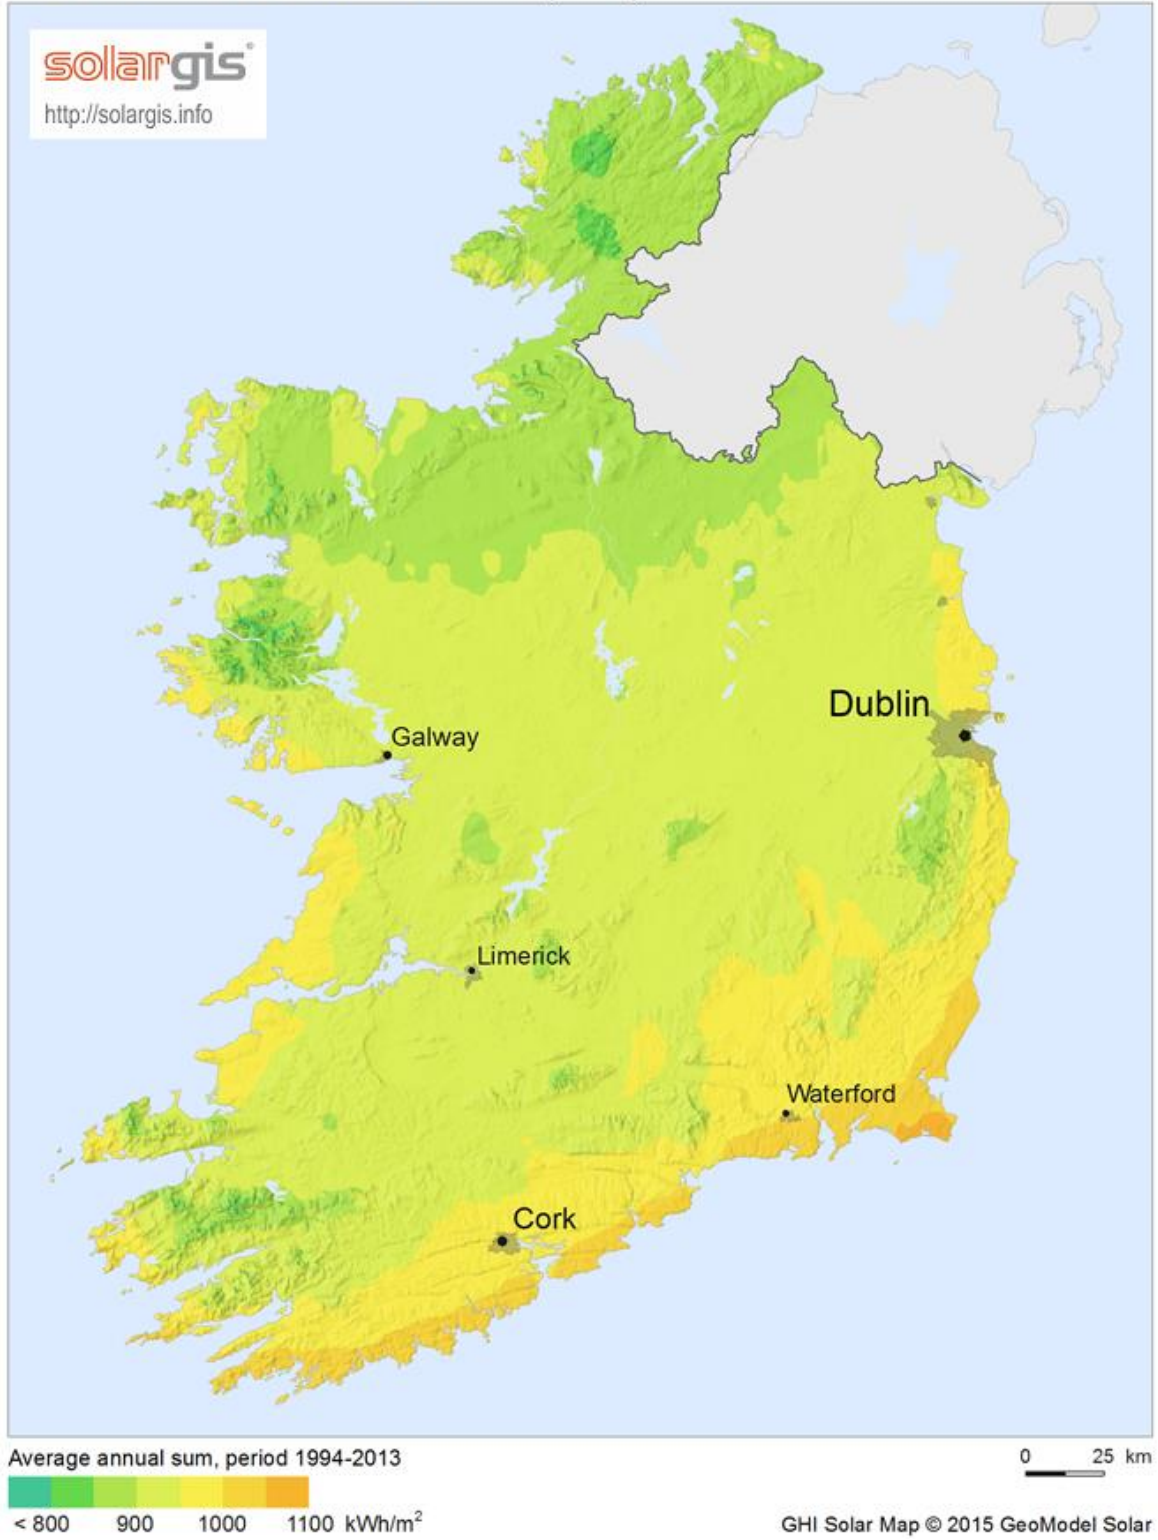 solargis®
http://solargis.info
Dublin
Galway
Limerick
Waterford
Cork
Average annual sum, period 1994-2013
0 25 km
< 800 900 1000 1100 kWh/m²
GHI Solar Map © 2015 GeoModel Solar